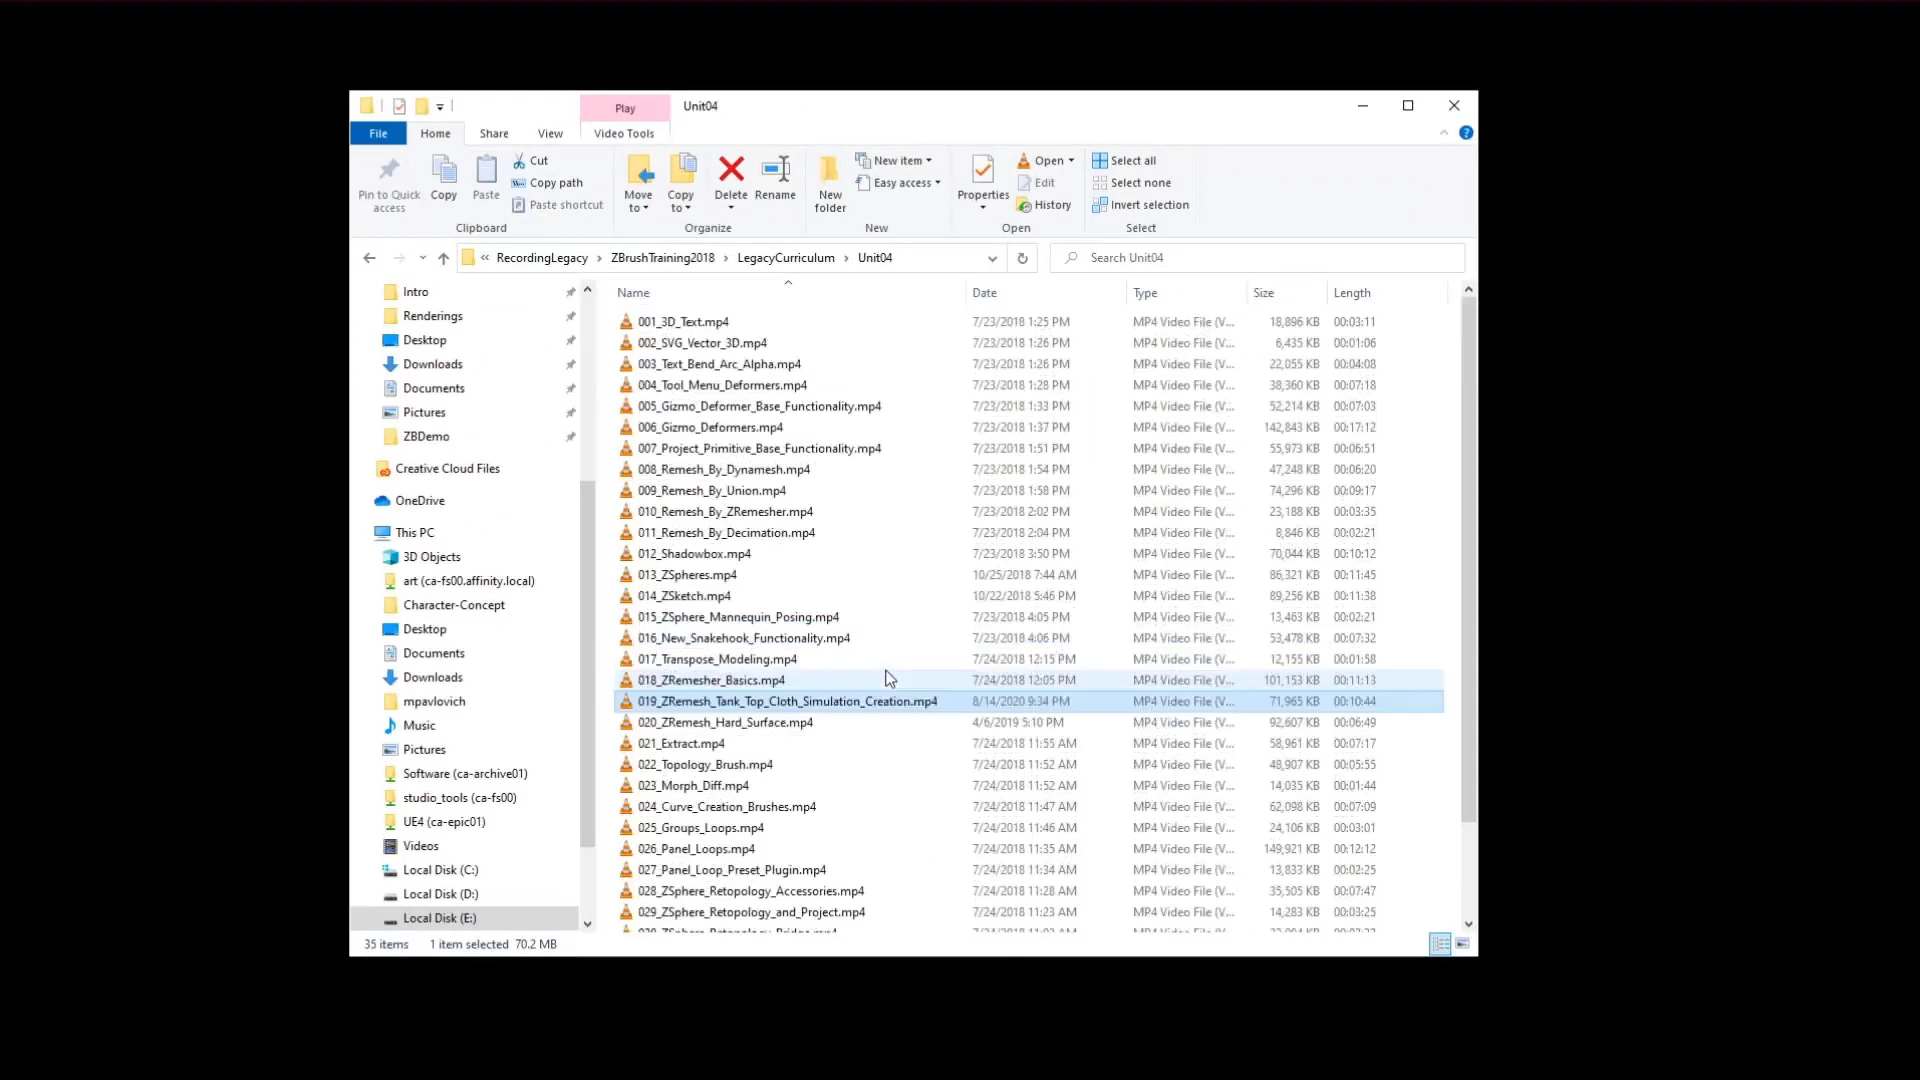 Play
Unit04
File
Home
Share
View
Video Tools
Pin to Quick access
Copy
Paste
Cut
Copy path
Paste shortcut
Clipboard
Move to
Copy to
Delete
Rename
Organize
New folder
New item
Easy access
New
Properties
Open
Edit
History
Open
Select all
Select none
Invert selection
Select
« RecordingLegacy › ZBrushTraining2018 › LegacyCurriculum › Unit04
Search Unit04
Intro
Renderings
Desktop
Downloads
Documents
Pictures
ZBDemo
Creative Cloud Files
OneDrive
This PC
3D Objects
art (ca-fs00.affinity.local)
Character-Concept
Desktop
Documents
Downloads
mpavlovich
Music
Pictures
Software (ca-archive01)
studio_tools (ca-fs00)
UE4 (ca-epic01)
Videos
Local Disk (C:)
Local Disk (D:)
Local Disk (E:)
Name Date Type Size Length
001_3D_Text.mp4 7/23/2018 1:25 PM MP4 Video File (V... 18,896 KB 00:03:11
002_SVG_Vector_3D.mp4 7/23/2018 1:26 PM MP4 Video File (V... 6,435 KB 00:01:06
003_Text_Bend_Arc_Alpha.mp4 7/23/2018 1:26 PM MP4 Video File (V... 22,055 KB 00:04:08
004_Tool_Menu_Deformers.mp4 7/23/2018 1:28 PM MP4 Video File (V... 38,360 KB 00:07:18
005_Gizmo_Deformer_Base_Functionality.mp4 7/23/2018 1:33 PM MP4 Video File (V... 52,214 KB 00:07:03
006_Gizmo_Deformers.mp4 7/23/2018 1:37 PM MP4 Video File (V... 142,843 KB 00:17:12
007_Project_Primitive_Base_Functionality.mp4 7/23/2018 1:51 PM MP4 Video File (V... 55,973 KB 00:06:51
008_Remesh_By_Dynamesh.mp4 7/23/2018 1:54 PM MP4 Video File (V... 47,248 KB 00:06:20
009_Remesh_By_Union.mp4 7/23/2018 1:58 PM MP4 Video File (V... 74,296 KB 00:09:17
010_Remesh_By_ZRemesher.mp4 7/23/2018 2:02 PM MP4 Video File (V... 23,188 KB 00:03:35
011_Remesh_By_Decimation.mp4 7/23/2018 2:04 PM MP4 Video File (V... 8,846 KB 00:02:21
012_Shadowbox.mp4 7/23/2018 3:50 PM MP4 Video File (V... 70,044 KB 00:10:12
013_ZSpheres.mp4 10/25/2018 7:44 AM MP4 Video File (V... 86,321 KB 00:11:45
014_ZSketch.mp4 10/22/2018 5:46 PM MP4 Video File (V... 89,256 KB 00:11:38
015_ZSphere_Mannequin_Posing.mp4 7/23/2018 4:05 PM MP4 Video File (V... 13,463 KB 00:02:21
016_New_Snakehook_Functionality.mp4 7/23/2018 4:06 PM MP4 Video File (V... 53,478 KB 00:07:32
017_Transpose_Modeling.mp4 7/24/2018 12:15 PM MP4 Video File (V... 12,155 KB 00:01:58
018_ZRemesher_Basics.mp4 7/24/2018 12:05 PM MP4 Video File (V... 101,153 KB 00:11:13
019_ZRemesh_Tank_Top_Cloth_Simulation_Creation.mp4 8/14/2020 9:34 PM MP4 Video File (V... 71,965 KB 00:10:44
020_ZRemesh_Hard_Surface.mp4 4/6/2019 5:10 PM MP4 Video File (V... 92,607 KB 00:06:49
021_Extract.mp4 7/24/2018 11:55 AM MP4 Video File (V... 58,961 KB 00:07:17
022_Topology_Brush.mp4 7/24/2018 11:52 AM MP4 Video File (V... 48,907 KB 00:05:55
023_Morph_Diff.mp4 7/24/2018 11:52 AM MP4 Video File (V... 14,035 KB 00:01:44
024_Curve_Creation_Brushes.mp4 7/24/2018 11:47 AM MP4 Video File (V... 62,098 KB 00:07:09
025_Groups_Loops.mp4 7/24/2018 11:46 AM MP4 Video File (V... 24,106 KB 00:03:01
026_Panel_Loops.mp4 7/24/2018 11:35 AM MP4 Video File (V... 149,921 KB 00:12:12
027_Panel_Loop_Preset_Plugin.mp4 7/24/2018 11:34 AM MP4 Video File (V... 13,833 KB 00:02:25
028_ZSphere_Retopology_Accessories.mp4 7/24/2018 11:28 AM MP4 Video File (V... 35,505 KB 00:07:47
029_ZSphere_Retopology_and_Project.mp4 7/24/2018 11:23 AM MP4 Video File (V... 14,283 KB 00:03:25
35 items 1 item selected 70.2 MB